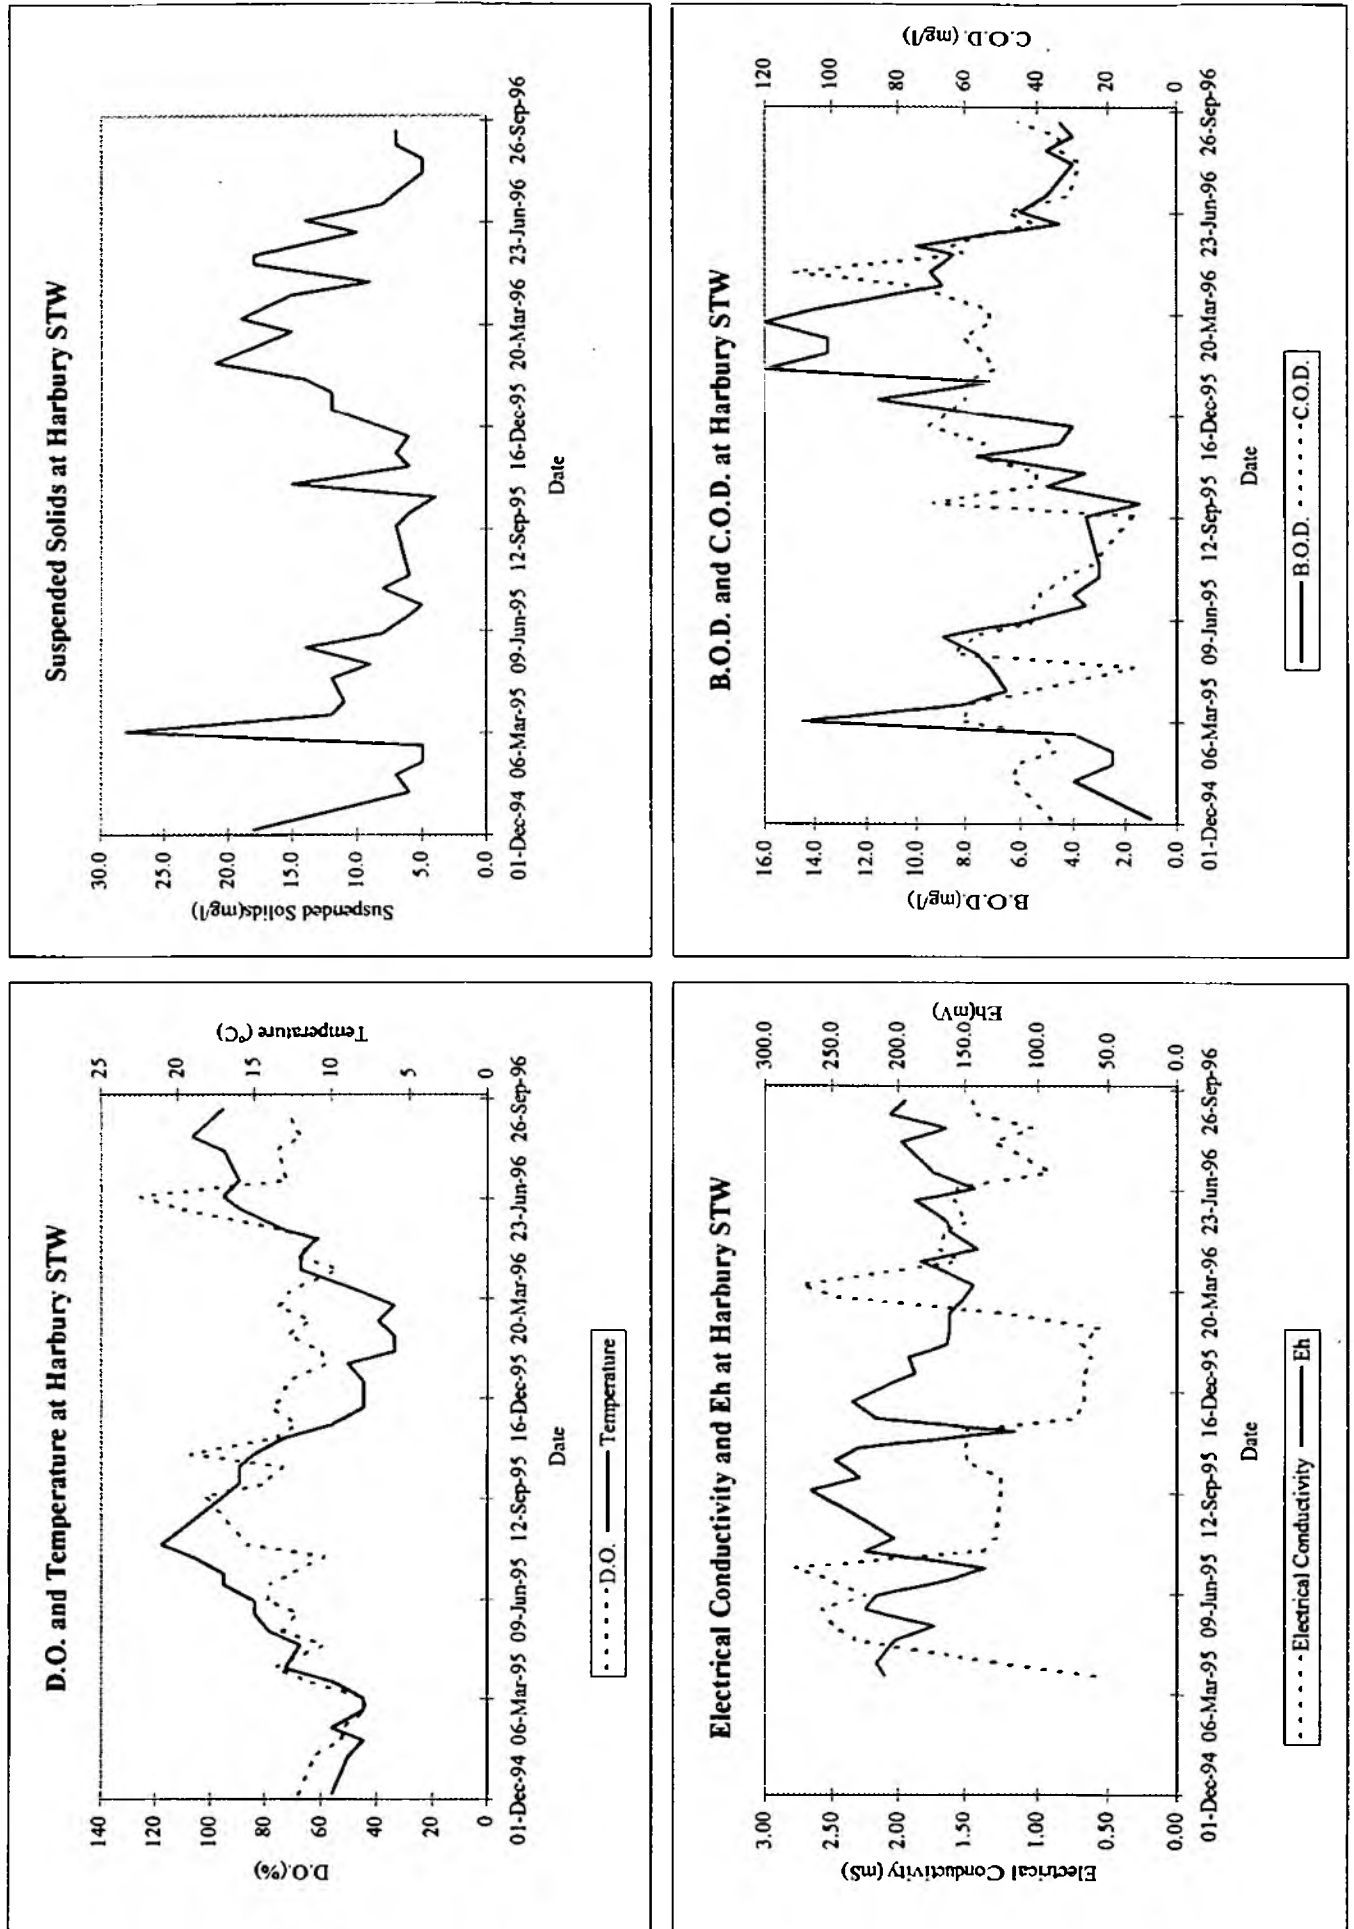 D.O. and Temperature at Harbury STW
D.O.(%)
140
120
100
80
60
40
20
0
Temperature (°C)
25
20
15
10
5
0
01-Dec-94
06-Mar-95
09-Jun-95
12-Sep-95
16-Dec-95
20-Mar-96
23-Jun-96
26-Sep-96
Date
D.O.
Temperature
Suspended Solids at Harbury STW
Suspended Solids(mg/l)
30.0
25.0
20.0
15.0
10.0
5.0
0.0
01-Dec-94
06-Mar-95
09-Jun-95
12-Sep-95
16-Dec-95
20-Mar-96
23-Jun-96
26-Sep-96
Date
Electrical Conductivity and Eh at Harbury STW
Electrical Conductivity (mS)
3.00
2.50
2.00
1.50
1.00
0.50
0.00
Eh(mV)
300.0
250.0
200.0
150.0
100.0
50.0
0.0
01-Dec-94
06-Mar-95
09-Jun-95
12-Sep-95
16-Dec-95
20-Mar-96
23-Jun-96
26-Sep-96
Date
Electrical Conductivity
Eh
B.O.D. and C.O.D. at Harbury STW
B.O.D.(mg/l)
16.0
14.0
12.0
10.0
8.0
6.0
4.0
2.0
0.0
C.O.D.(mg/l)
120
100
80
60
40
20
0
01-Dec-94
06-Mar-95
09-Jun-95
12-Sep-95
16-Dec-95
20-Mar-96
23-Jun-96
26-Sep-96
Date
B.O.D.
C.O.D.